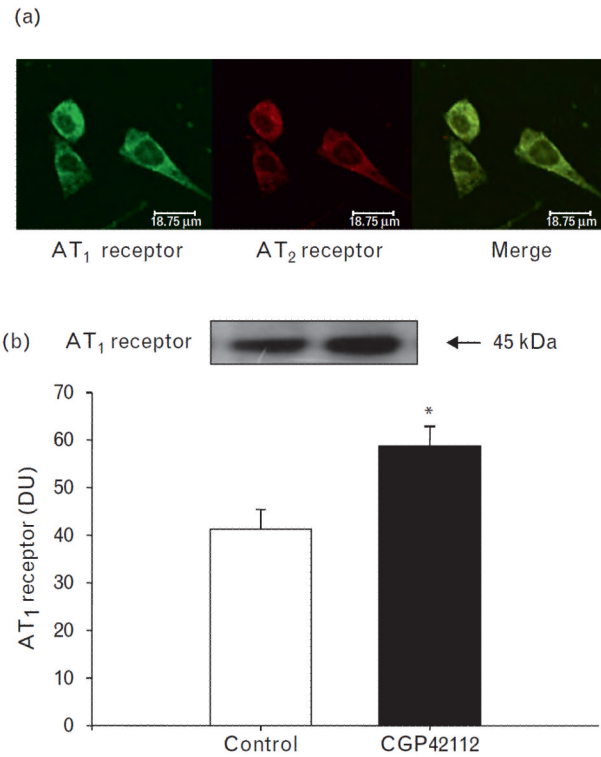 (a)
18.75 µm
18.75 µm
18.75 µm
AT₁ receptor
AT₂ receptor
Merge
(b)
AT₁ receptor
45 kDa
70
60
50
40
30
20
10
0
AT₁ receptor (DU)
*
Control
CGP42112